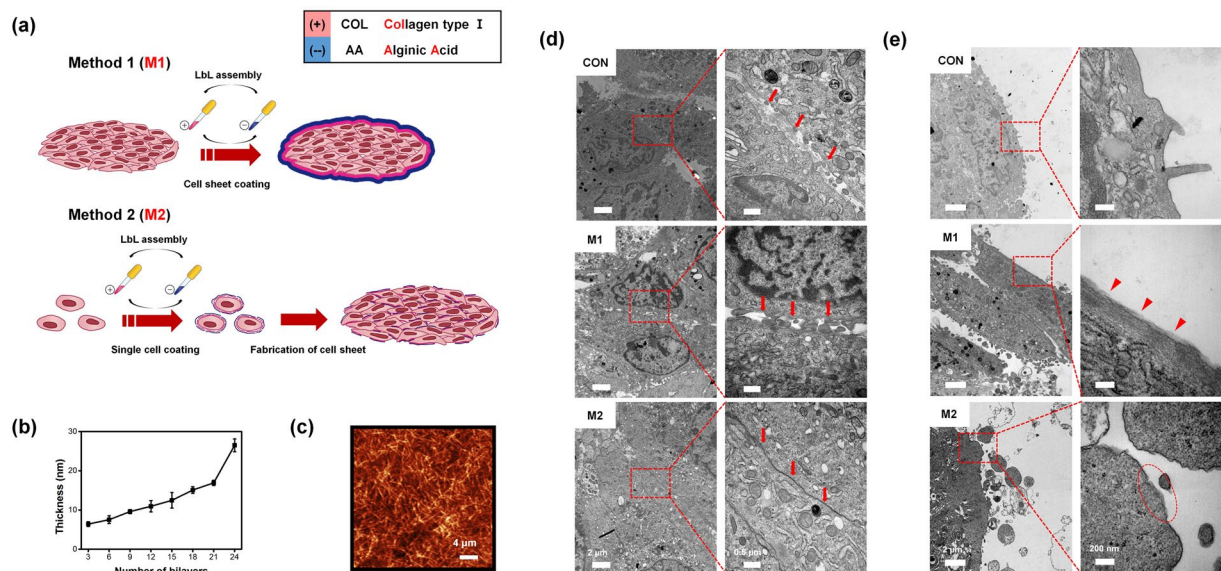 (a)
(+) COL Collagen type I
(--) AA Alginic Acid
Method 1 (M1)
LbL assembly
+
−
Cell sheet coating
Method 2 (M2)
LbL assembly
+
−
Single cell coating
Fabrication of cell sheet
(b)
Thickness (nm)
30
20
10
0
3 6 9 12 15 18 21 24
Number of bilayers
(c)
4 µm
(d)
CON
M1
M2
2 µm
0.5 µm
(e)
CON
M1
M2
2 µm
200 nm